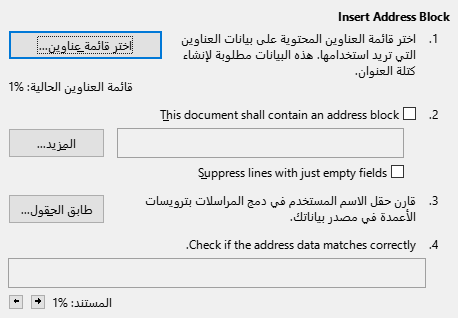 Insert Address Block
1. اختر قائمة العناوين المحتوية على بيانات العناوين
التي تريد استخدامها. هذه البيانات مطلوبة لإنشاء
كتلة العنوان.
اختر قائمة عناوين...
قائمة العناوين الحالية: %1
2. This document shall contain an address block
المزيد...
Suppress lines with just empty fields
3. قارن حقل الاسم المستخدم في دمج المراسلات بترويسات
الأعمدة في مصدر بياناتك.
طابق الحقول...
4. Check if the address data matches correctly.
المستند: %1